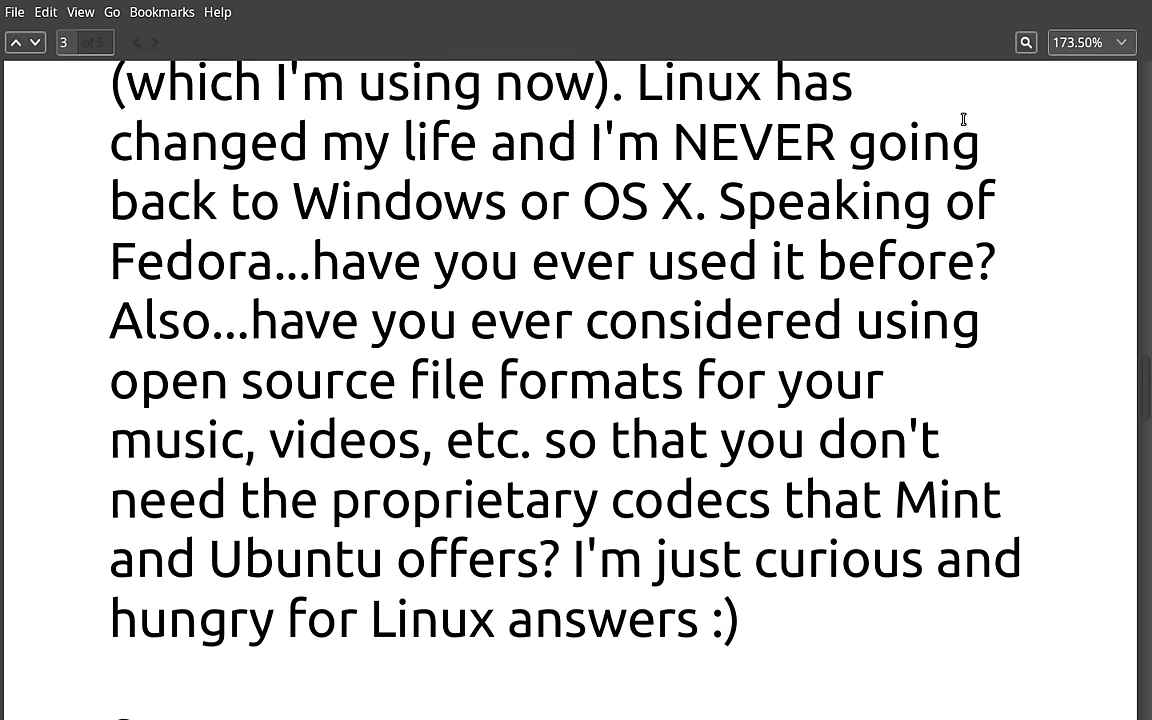 File Edit View Go Bookmarks Help
3 of 5 173.50%
(which I'm using now). Linux has
changed my life and I'm NEVER going
back to Windows or OS X. Speaking of
Fedora...have you ever used it before?
Also...have you ever considered using
open source file formats for your
music, videos, etc. so that you don't
need the proprietary codecs that Mint
and Ubuntu offers? I'm just curious and
hungry for Linux answers :)